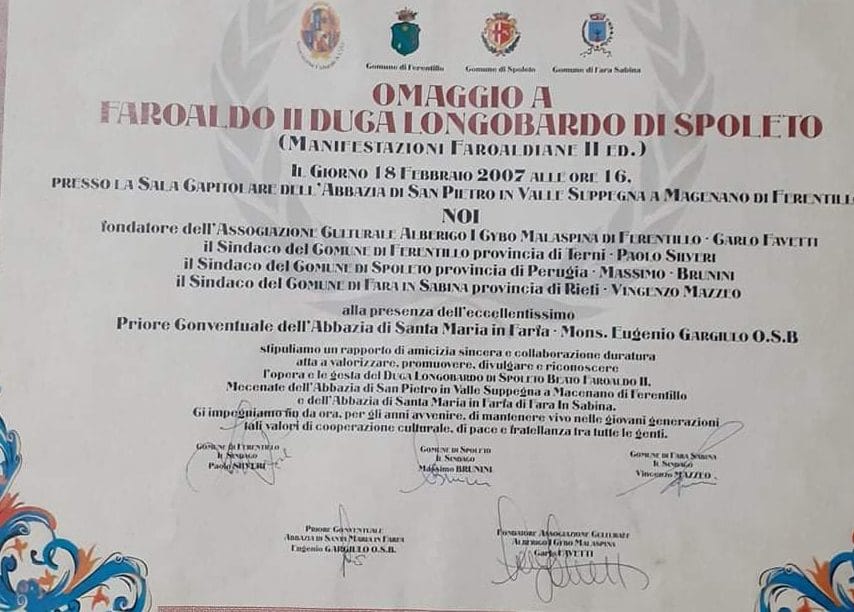 Comune di Ferentillo
Comune di Spoleto
Comune di Fara Sabina
OMAGGIO A
FAROALDO II DUCA LONGOBARDO DI SPOLETO
(MANIFESTAZIONI FAROALDIANE II ED.)
IL GIORNO 18 FEBBRAIO 2007 ALLE ORE 16,
PRESSO LA SALA CAPITOLARE DELL'ABBAZIA DI SAN PIETRO IN VALLE SUPPEGNA A MACENANO DI FERENTILLO
NOI
fondatore dell'ASSOCIAZIONE CULTURALE ALBERIGO I CYBO MALASPINA DI FERENTILLO - CARLO FAVETTI
il Sindaco del COMUNE DI FERENTILLO provincia di Terni - PAOLO SILVERI
il Sindaco del COMUNE DI SPOLETO provincia di Perugia - MASSIMO - BRUNINI
il Sindaco del COMUNE DI FARA IN SABINA provincia di Rieti - VINCENZO MAZZEO
alla presenza dell'eccellentissimo
Priore Conventuale dell'Abbazia di Santa Maria in Farfa - Mons. Eugenio GARGIULO O.S.B
stipuliamo un rapporto di amicizia sincera e collaborazione duratura
atta a valorizzare, promuovere, divulgare e riconoscere
l'opera e le gesta del DUCA LONGOBARDO DI SPOLETO BEATO FAROALDO II,
Mecenate dell'Abbazia di San Pietro in Valle Suppegna a Macenano di Ferentillo
e dell'Abbazia di Santa Maria in Farfa di Fara In Sabina.
Ci impegniamo fin da ora, per gli anni avvenire, di mantenere vivo nelle giovani generazioni
tali valori di cooperazione culturale, di pace e fratellanza tra tutte le genti.
COMUNE DI FERENTILLO
IL SINDACO
Paolo SILVERI
COMUNE DI SPOLETO
IL SINDACO
Massimo BRUNINI
COMUNE DI FARA SABINA
IL SINDACO
Vincenzo MAZZEO
PRIORE CONVENTUALE
ABBAZIA DI SANTA MARIA IN FARFA
Eugenio GARGIULO O.S.B.
FONDATORE ASSOCIAZIONE CULTURALE
ALBERIGO I CYBO MALASPINA
Carlo FAVETTI